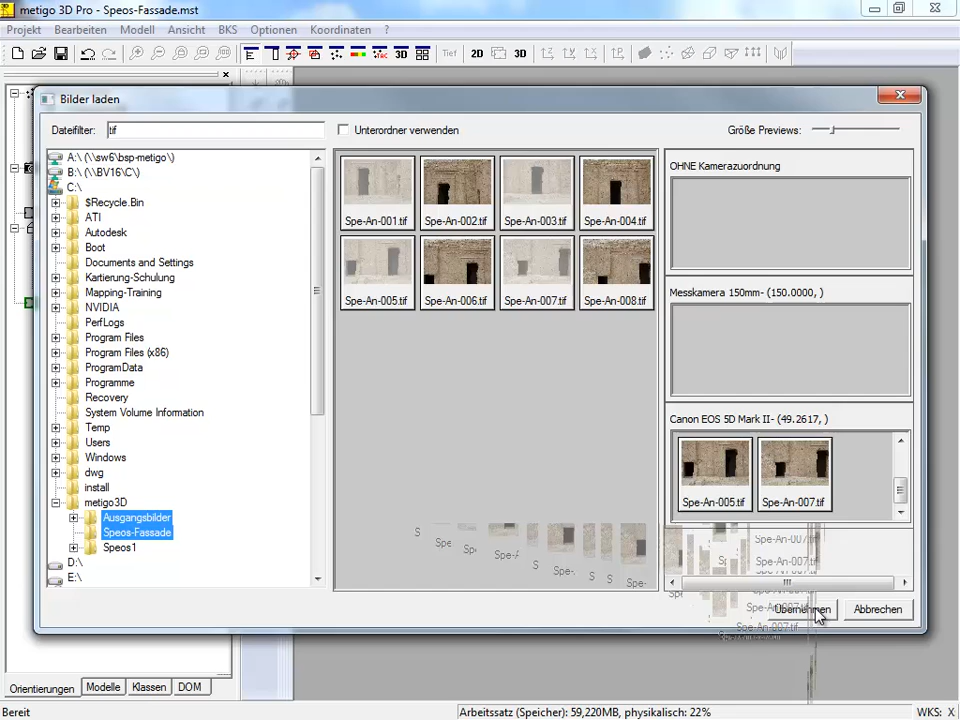 metigo 3D Pro - Speos-Fassade.mst
Projekt Bearbeiten Modell Ansicht BKS Optionen Koordinaten ?
Tief 2D 3D
Bilder laden
Dateifilter: tif
Unterordner verwenden
Größe Previews:
A:\ (\\sw6\bsp-metigo\)
B:\ (\\BV16\C\)
C:\
$Recycle.Bin
ATI
Autodesk
Boot
Documents and Settings
Kartierung-Schulung
Mapping-Training
NVIDIA
PerfLogs
Program Files
Program Files (x86)
ProgramData
Programme
Recovery
System Volume Information
Temp
Users
Windows
dwg
install
metigo3D
Ausgangsbilder
Speos-Fassade
Speos1
D:\
E:\
Spe-An-001.tif Spe-An-002.tif Spe-An-003.tif Spe-An-004.tif
Spe-An-005.tif Spe-An-006.tif Spe-An-007.tif Spe-An-008.tif
OHNE Kamerazuordnung
Messkamera 150mm- (150.0000, )
Canon EOS 5D Mark II- (49.2617, )
Spe-An-005.tif Spe-An-007.tif
Übernehmen Abbrechen
Orientierungen Modelle Klassen DOM
Bereit Arbeitssatz (Speicher): 59,220MB, physikalisch: 22% WKS: X